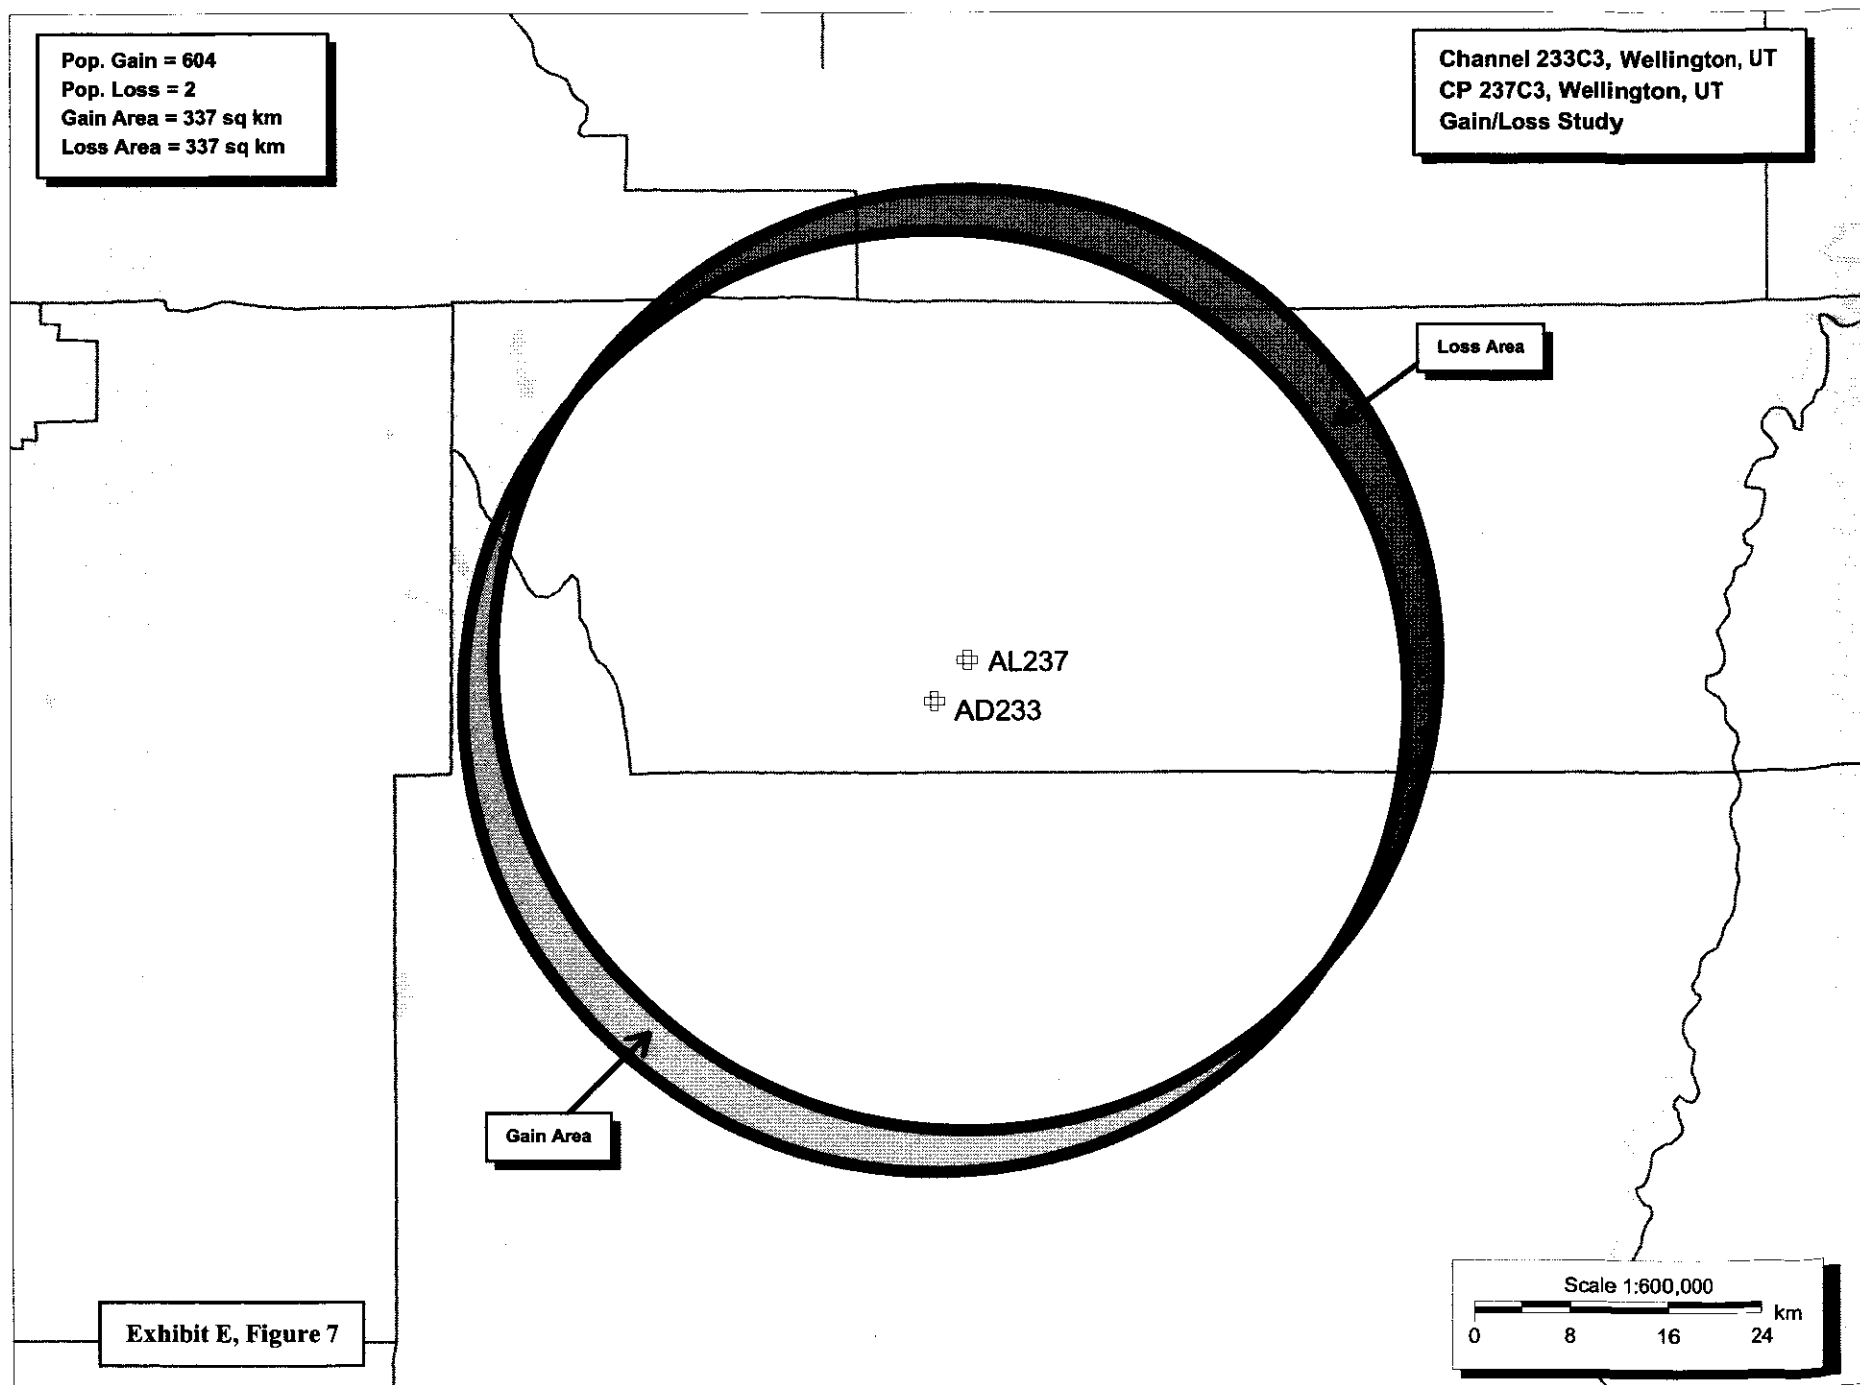 Pop. Gain = 604
Pop. Loss = 2
Gain Area = 337 sq km
Loss Area = 337 sq km
Channel 233C3, Wellington, UT
CP 237C3, Wellington, UT
Gain/Loss Study
Loss Area
AL237
AD233
Gain Area
Exhibit E, Figure 7
Scale 1:600,000
km
0 8 16 24